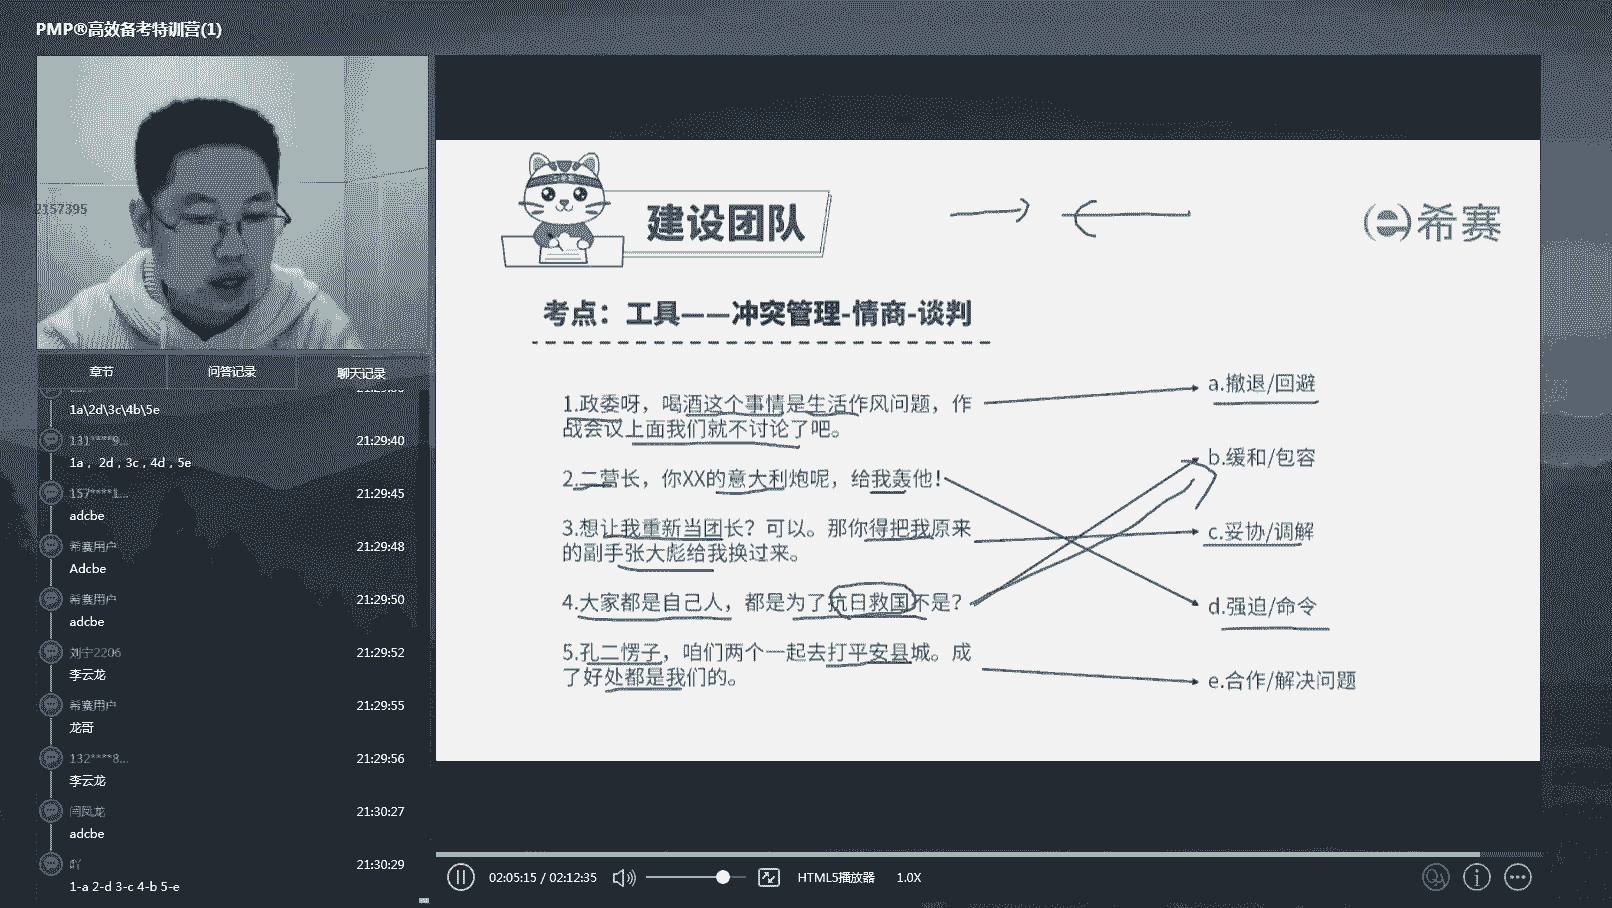 PMP®高效备考特训营(1)
2157395
章节
问答记录
聊天记录
1a\2d\3c\4b\5e
131****9...
21:29:40
1a，2d，3c，4d，5e
157****1...
21:29:45
adcbe
希赛用户
21:29:48
Adcbe
希赛用户
21:29:50
adcbe
刘宁2206
21:29:52
李云龙
希赛用户
21:29:55
龙哥
132****8...
21:29:56
李云龙
闫凤龙
21:30:27
adcbe
吖
21:30:29
1-a 2-d 3-c 4-b 5-e
建设团队
希赛
考点：工具——冲突管理-情商-谈判
1.政委呀，喝酒这个事情是生活作风问题，作
战会议上面我们就不讨论了吧。
2.二营长，你XX的意大利炮呢，给我轰他！
3.想让我重新当团长？可以。那你得把我原来
的副手张大彪给我换过来。
4.大家都是自己人，都是为了抗日救国不是？
5.孔二愣子，咱们两个一起去打平安县城。成
了好处都是我们的。
a.撤退/回避
b.缓和/包容
c.妥协/调解
d.强迫/命令
e.合作/解决问题
02:05:15 / 02:12:35
HTML5播放器
1.0X